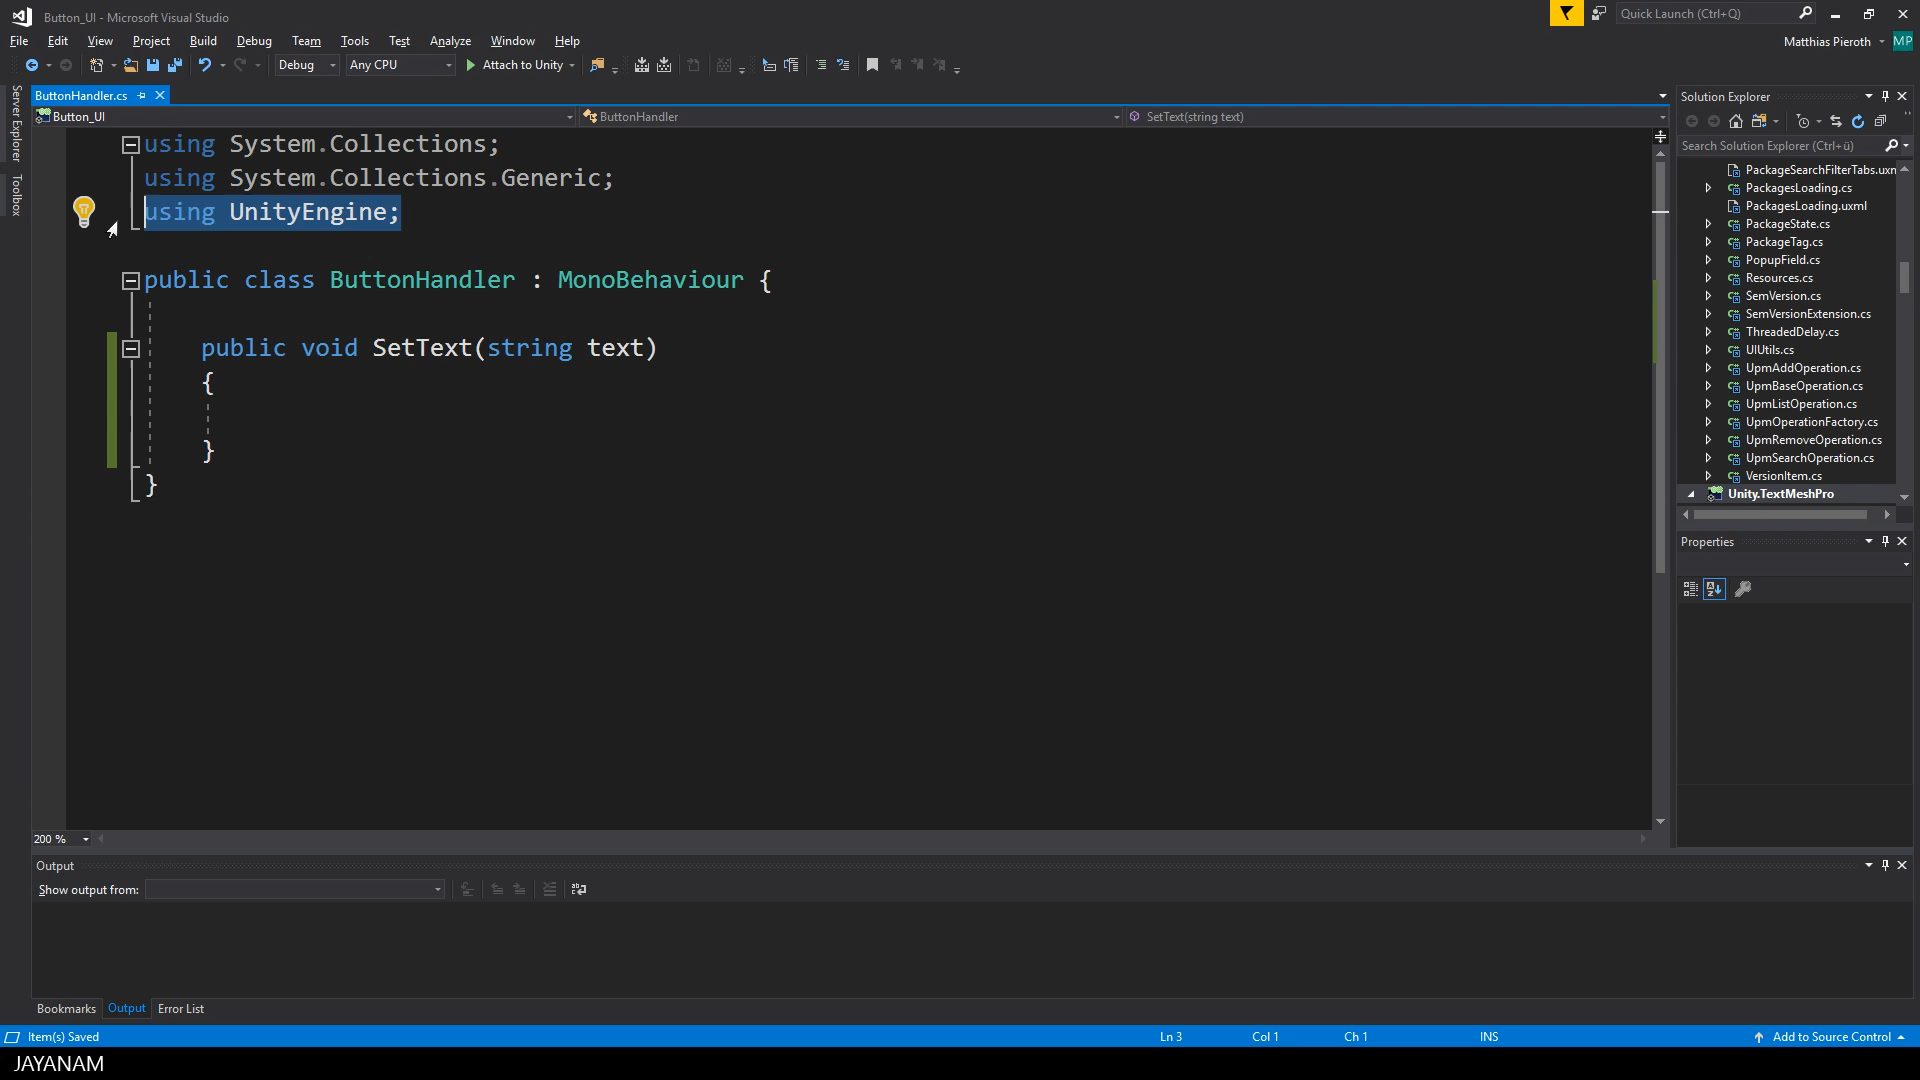 Button_UI - Microsoft Visual Studio
Quick Launch (Ctrl+Q)
File Edit View Project Build Debug Team Tools Test Analyze Window Help
Matthias Pieroth MP
Debug Any CPU Attach to Unity
Server Explorer
Toolbox
ButtonHandler.cs
Button_UI ButtonHandler SetText(string text)
using System.Collections;
using System.Collections.Generic;
using UnityEngine;
public class ButtonHandler : MonoBehaviour {
public void SetText(string text)
{
}
}
200 %
Solution Explorer
Search Solution Explorer (Ctrl+ü)
PackageSearchFilterTabs.uxm
PackagesLoading.cs
PackagesLoading.uxml
PackageState.cs
PackageTag.cs
PopupField.cs
Resources.cs
SemVersion.cs
SemVersionExtension.cs
ThreadedDelay.cs
UIUtils.cs
UpmAddOperation.cs
UpmBaseOperation.cs
UpmListOperation.cs
UpmOperationFactory.cs
UpmRemoveOperation.cs
UpmSearchOperation.cs
VersionItem.cs
Unity.TextMeshPro
Properties
Output
Show output from:
Bookmarks Output Error List
Item(s) Saved Ln 3 Col 1 Ch 1 INS Add to Source Control
JAYANAM